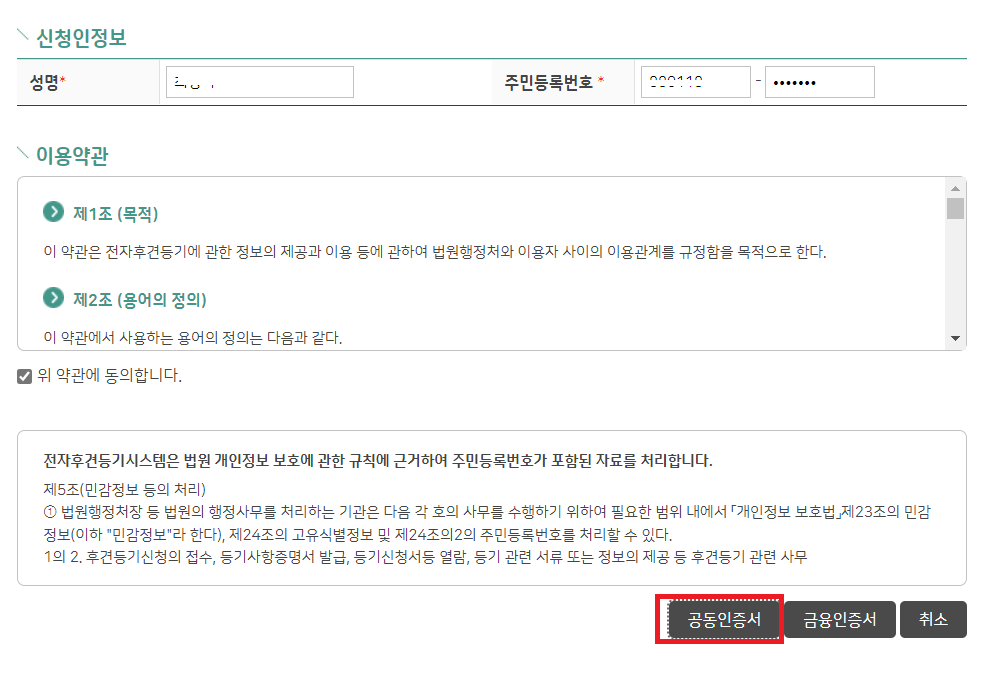 신청인정보
성명*
주민등록번호 * - •••••••
이용약관
제1조 (목적)
이 약관은 전자후견등기에 관한 정보의 제공과 이용 등에 관하여 법원행정처와 이용자 사이의 이용관계를 규정함을 목적으로 한다.
제2조 (용어의 정의)
이 약관에서 사용하는 용어의 정의는 다음과 같다.
위 약관에 동의합니다.
전자후견등기시스템은 법원 개인정보 보호에 관한 규칙에 근거하여 주민등록번호가 포함된 자료를 처리합니다.
제5조(민감정보 등의 처리)
① 법원행정처장 등 법원의 행정사무를 처리하는 기관은 다음 각 호의 사무를 수행하기 위하여 필요한 범위 내에서 「개인정보 보호법」제23조의 민감
정보(이하 "민감정보"라 한다), 제24조의 고유식별정보 및 제24조의2의 주민등록번호를 처리할 수 있다.
1의 2. 후견등기신청의 접수, 등기사항증명서 발급, 등기신청서등 열람, 등기 관련 서류 또는 정보의 제공 등 후견등기 관련 사무
공동인증서 금융인증서 취소